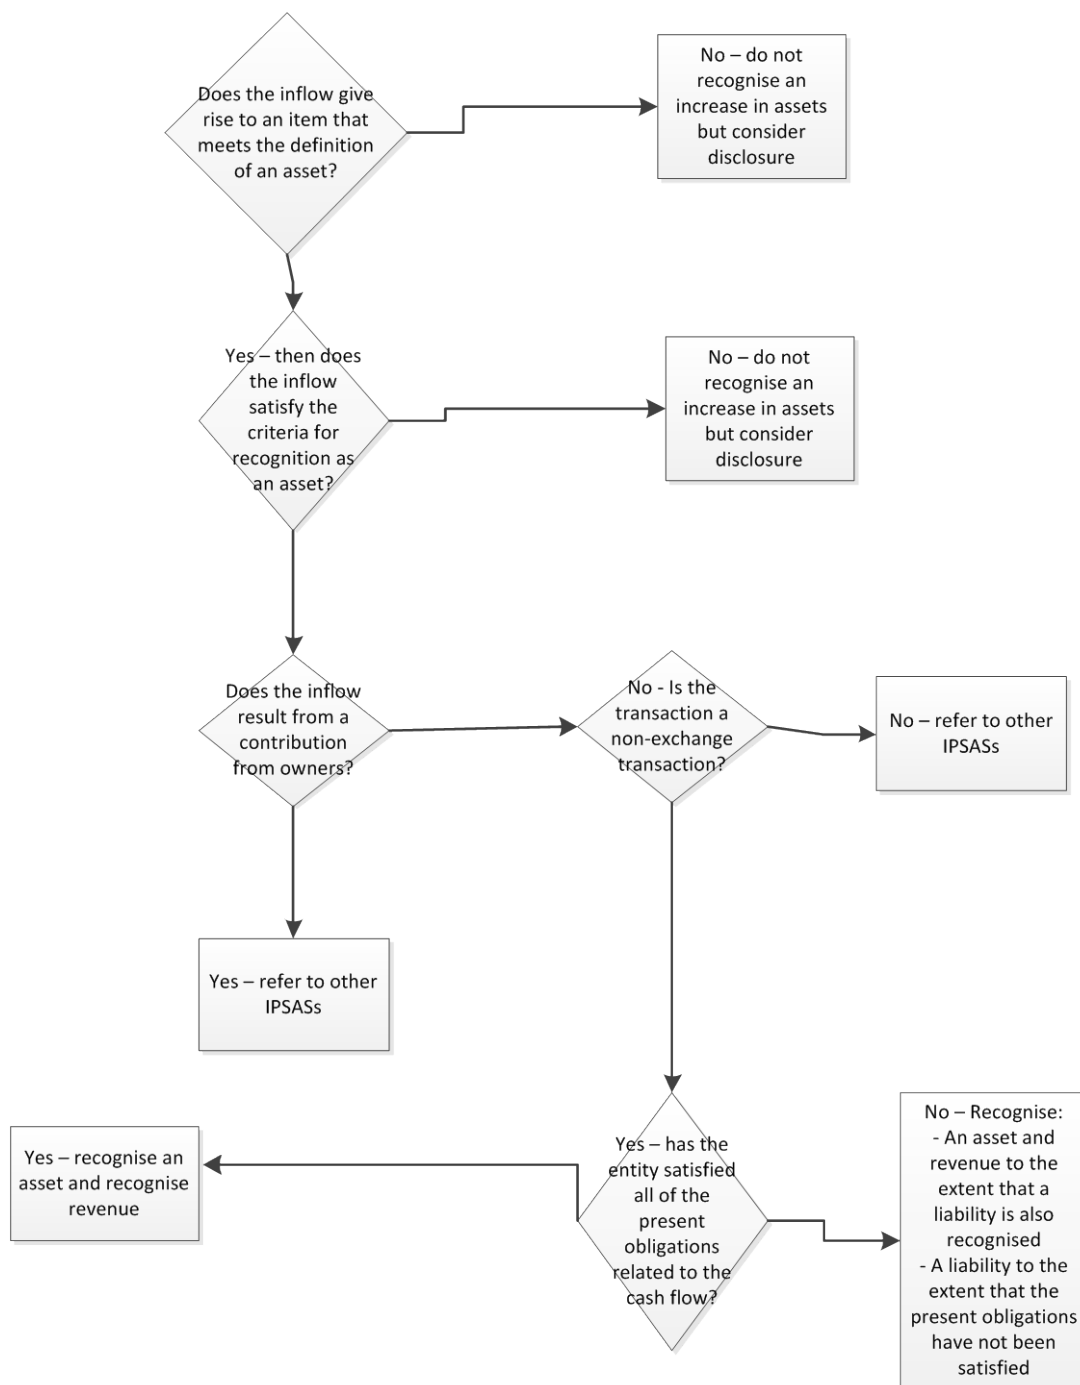 Does the inflow give
rise to an item that
meets the definition
of an asset?
No – do not
recognise an
increase in assets
but consider
disclosure
Yes – then does
the inflow
satisfy the
criteria for
recognition as
an asset?
No – do not
recognise an
increase in assets
but consider
disclosure
Does the inflow
result from a
contribution
from owners?
No - Is the
transaction a
non-exchange
transaction?
No – refer to other
IPSASs
Yes – refer to other
IPSASs
Yes – recognise an
asset and recognise
revenue
Yes – has the
entity satisfied
all of the
present
obligations
related to the
cash flow?
No – Recognise:
- An asset and
revenue to the
extent that a
liability is also
recognised
- A liability to the
extent that the
present obligations
have not been
satisfied